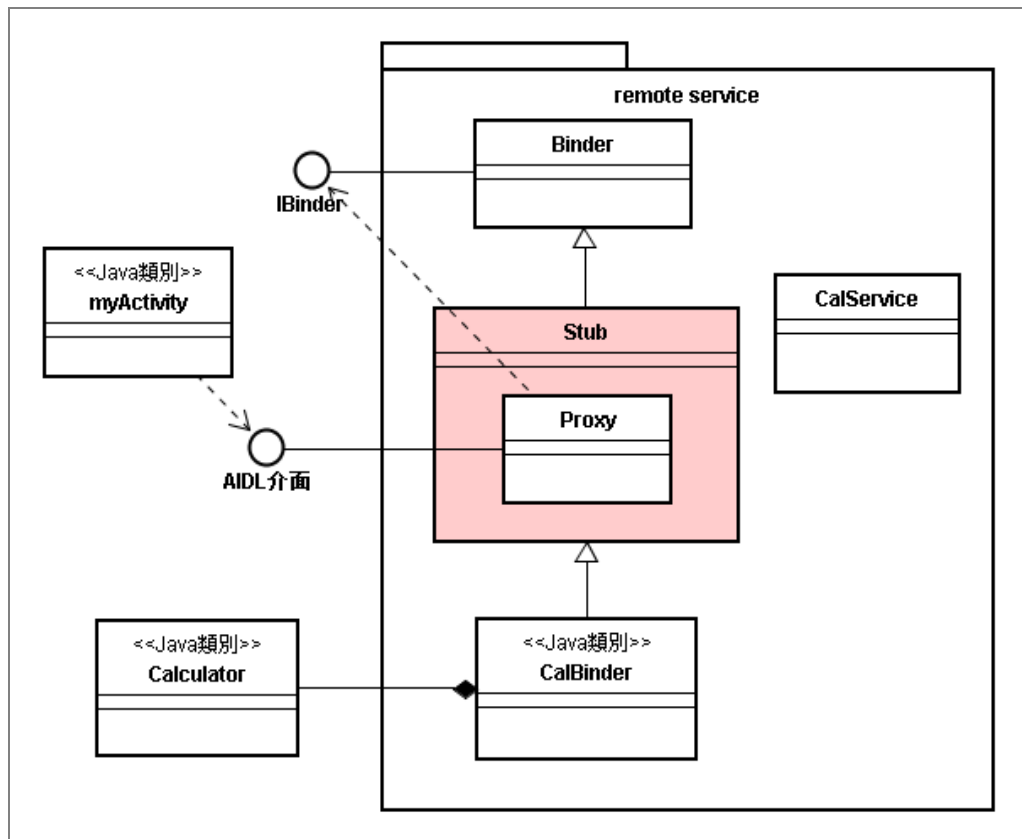 remote service
Binder
IBinder
<<Java類別>>
myActivity
CalService
Stub
Proxy
AIDL介面
<<Java類別>>
Calculator
<<Java類別>>
CalBinder